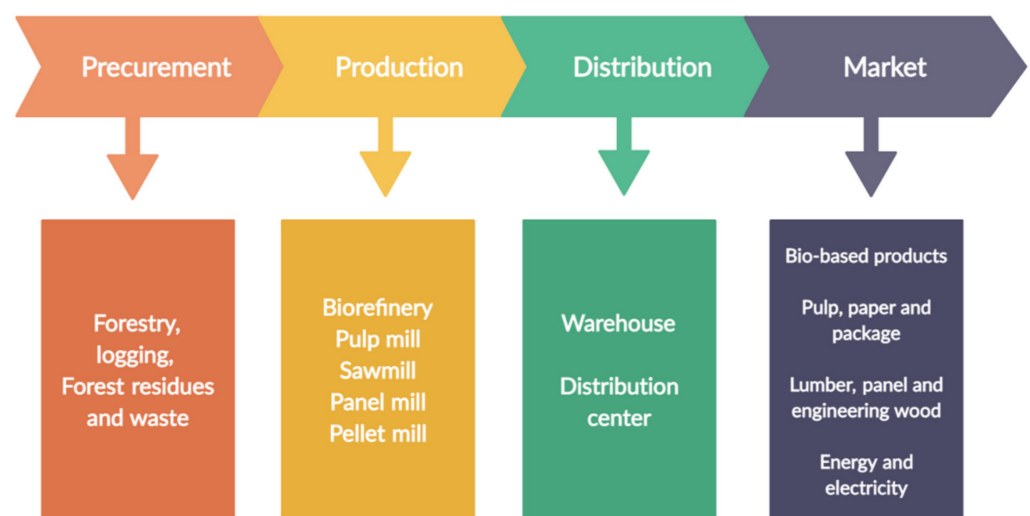 Precurement
Production
Distribution
Market
Forestry,
logging,
Forest residues
and waste
Biorefinery
Pulp mill
Sawmill
Panel mill
Pellet mill
Warehouse
Distribution
center
Bio-based products
Pulp, paper and
package
Lumber, panel and
engineering wood
Energy and
electricity